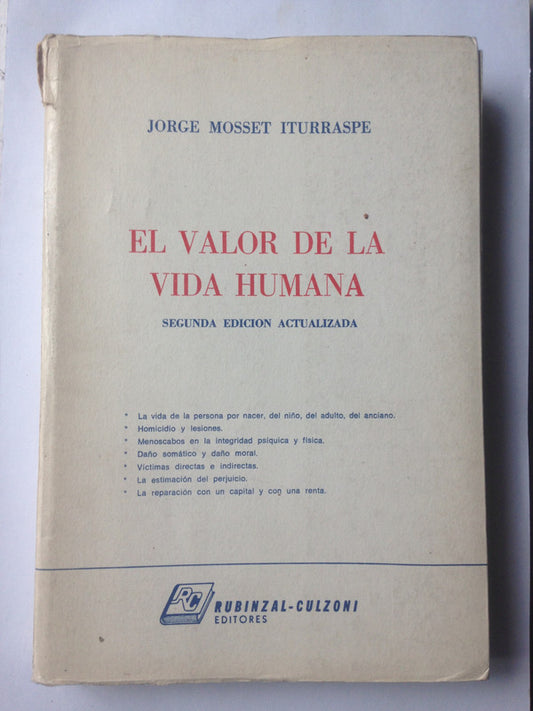 JORGE MOSSET ITURRASPE
EL VALOR DE LA
VIDA HUMANA
SEGUNDA EDICION ACTUALIZADA
* La vida de la persona por nacer, del niño, del adulto, del anciano.
* Homicidio y lesiones.
* Menoscabos en la integridad psíquica y física.
* Daño somático y daño moral.
* Víctimas directas e indirectas.
* La estimación del perjuicio.
* La reparación con un capital y con una renta.
RC
RUBINZAL-CULZONI
EDITORES